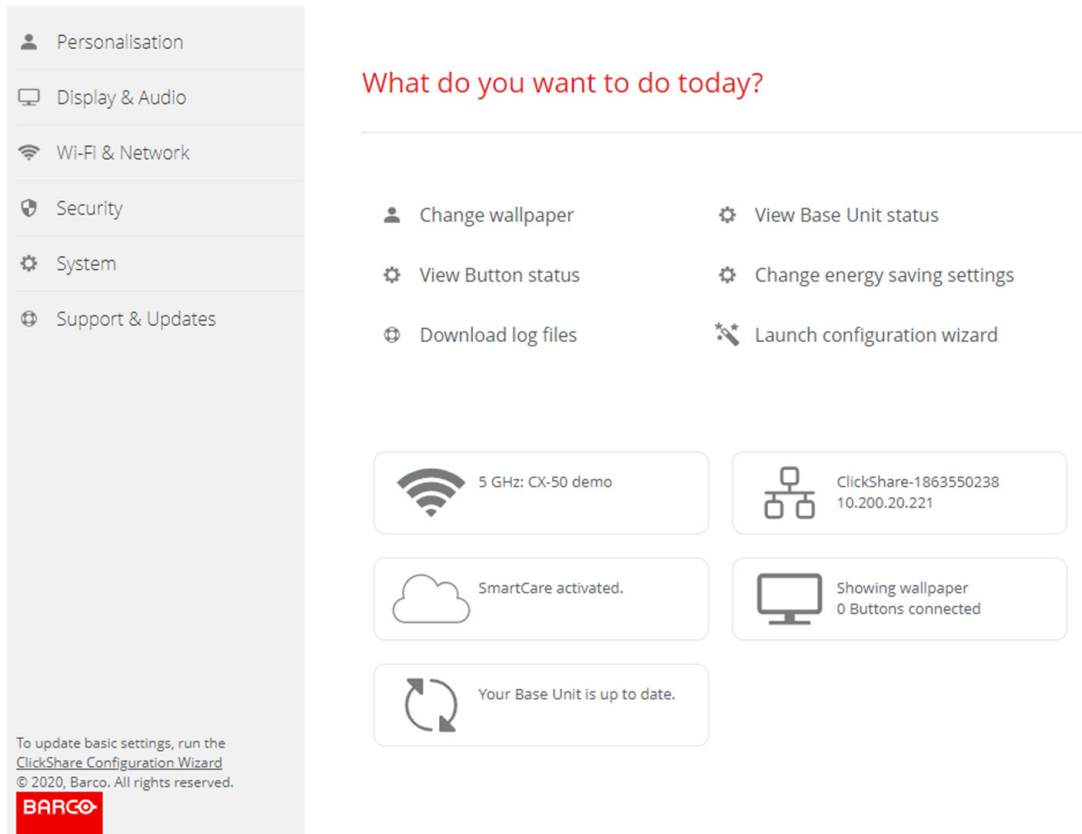 Personalisation
Display & Audio
Wi-Fi & Network
Security
System
Support & Updates
To update basic settings, run the
ClickShare Configuration Wizard
© 2020, Barco. All rights reserved.
BARCO
What do you want to do today?
Change wallpaper
View Base Unit status
View Button status
Change energy saving settings
Download log files
Launch configuration wizard
5 GHz: CX-50 demo
ClickShare-1863550238
10.200.20.221
SmartCare activated.
Showing wallpaper
0 Buttons connected
Your Base Unit is up to date.